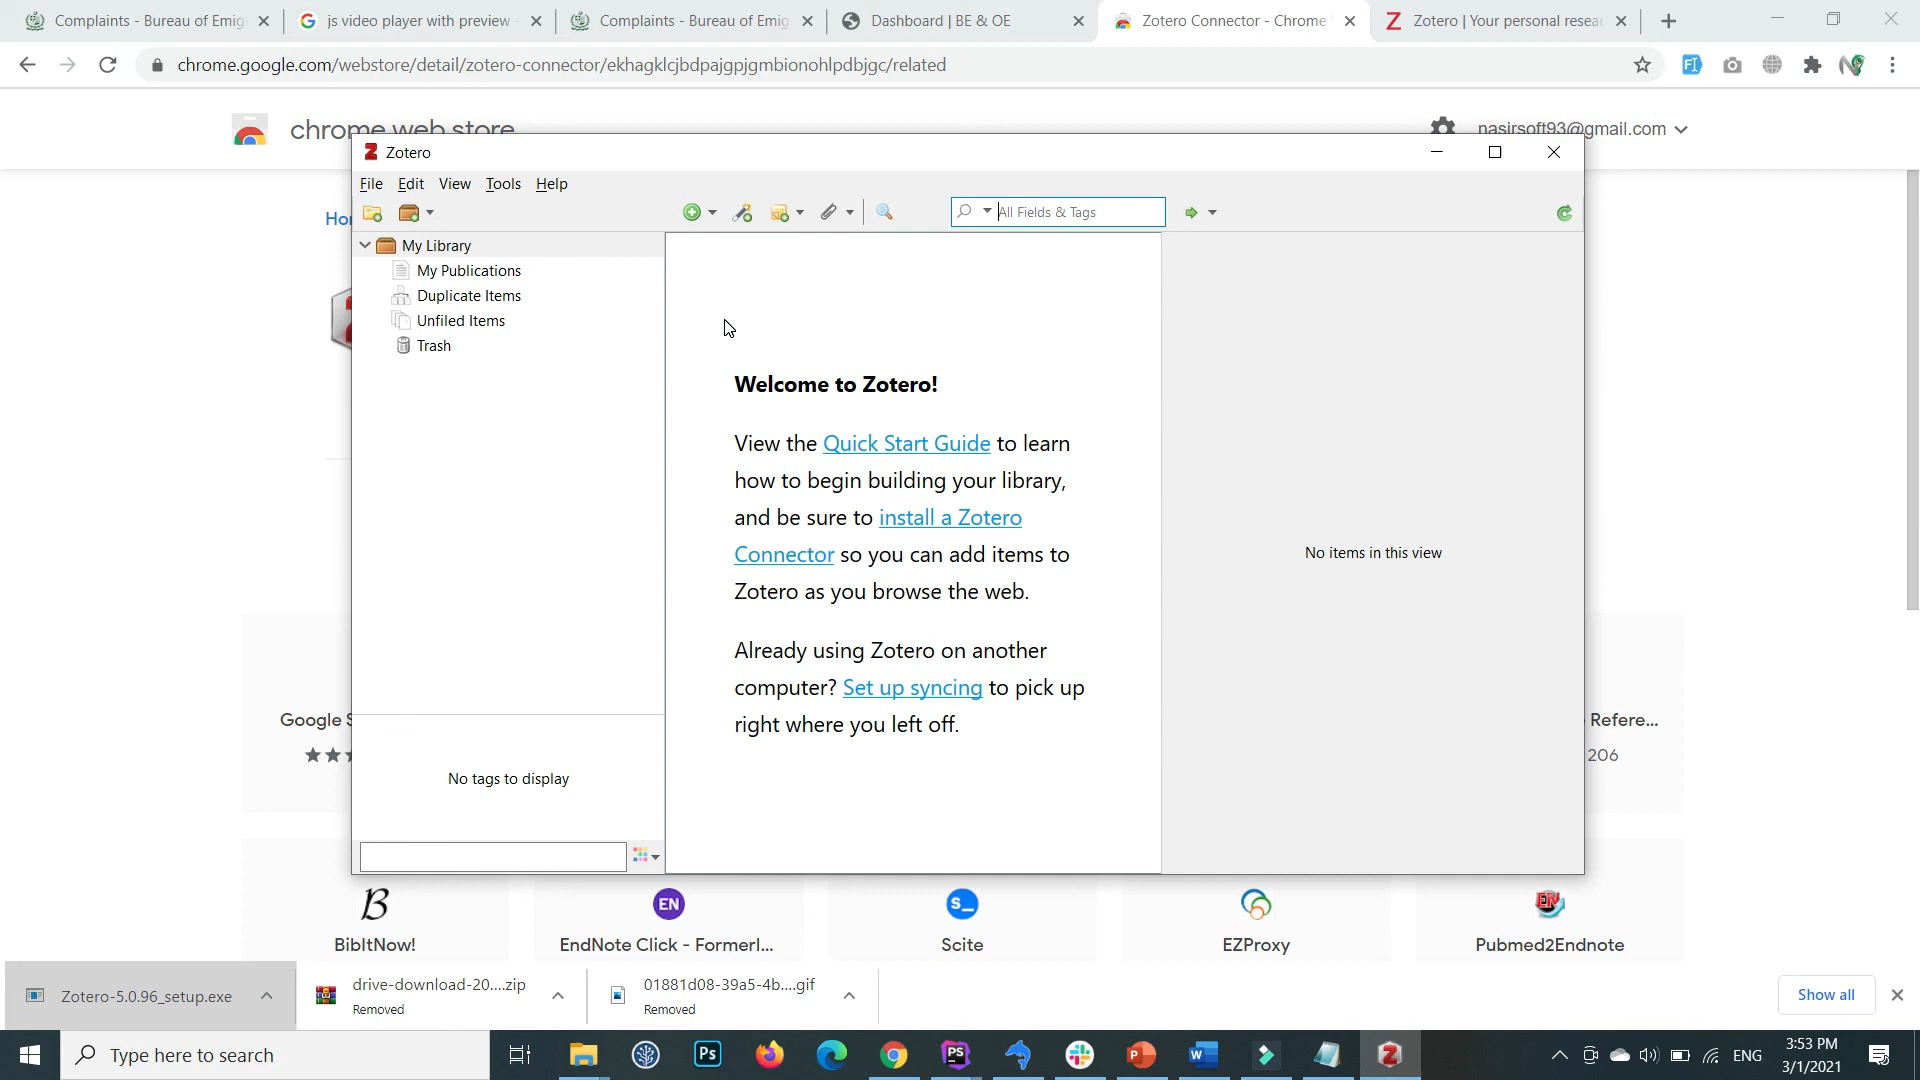 Complaints - Bureau of Emig
js video player with preview -
Complaints - Bureau of Emig
Dashboard | BE & OE
Zotero Connector - Chrome
Zotero | Your personal resea
chrome.google.com/webstore/detail/zotero-connector/ekhagklcjbdpajgpjgmbionohlpdbjgc/related
chrome web store
nasirsoft93@gmail.com
Zotero
File Edit View Tools Help
All Fields & Tags
My Library
My Publications
Duplicate Items
Unfiled Items
Trash
Welcome to Zotero!
View the Quick Start Guide to learn
how to begin building your library,
and be sure to install a Zotero
Connector so you can add items to
Zotero as you browse the web.
Already using Zotero on another
computer? Set up syncing to pick up
right where you left off.
No items in this view
No tags to display
Google
Refere...
206
BibItNow!
EN
EndNote Click - Formerl...
Scite
EZProxy
Pubmed2Endnote
Zotero-5.0.96_setup.exe
drive-download-20....zip
Removed
01881d08-39a5-4b....gif
Removed
Show all
Type here to search
ENG
3:53 PM
3/1/2021